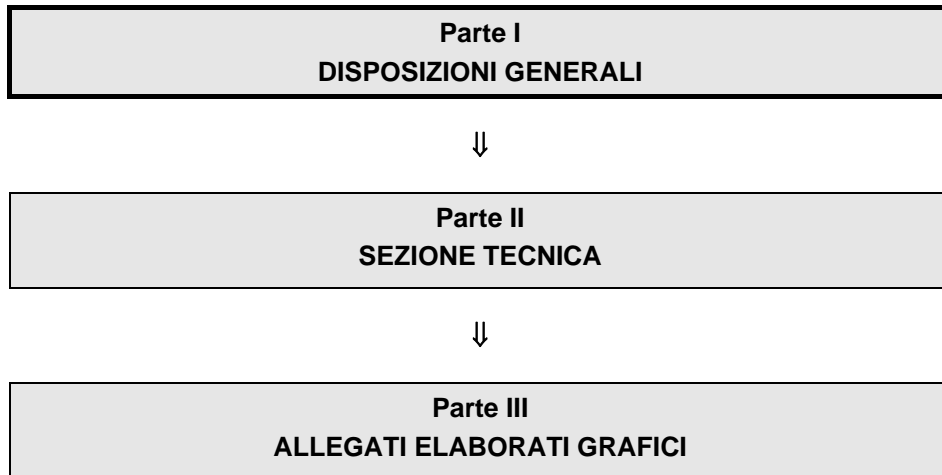 Parte I
DISPOSIZIONI GENERALI
⇓
Parte II
SEZIONE TECNICA
⇓
Parte III
ALLEGATI ELABORATI GRAFICI